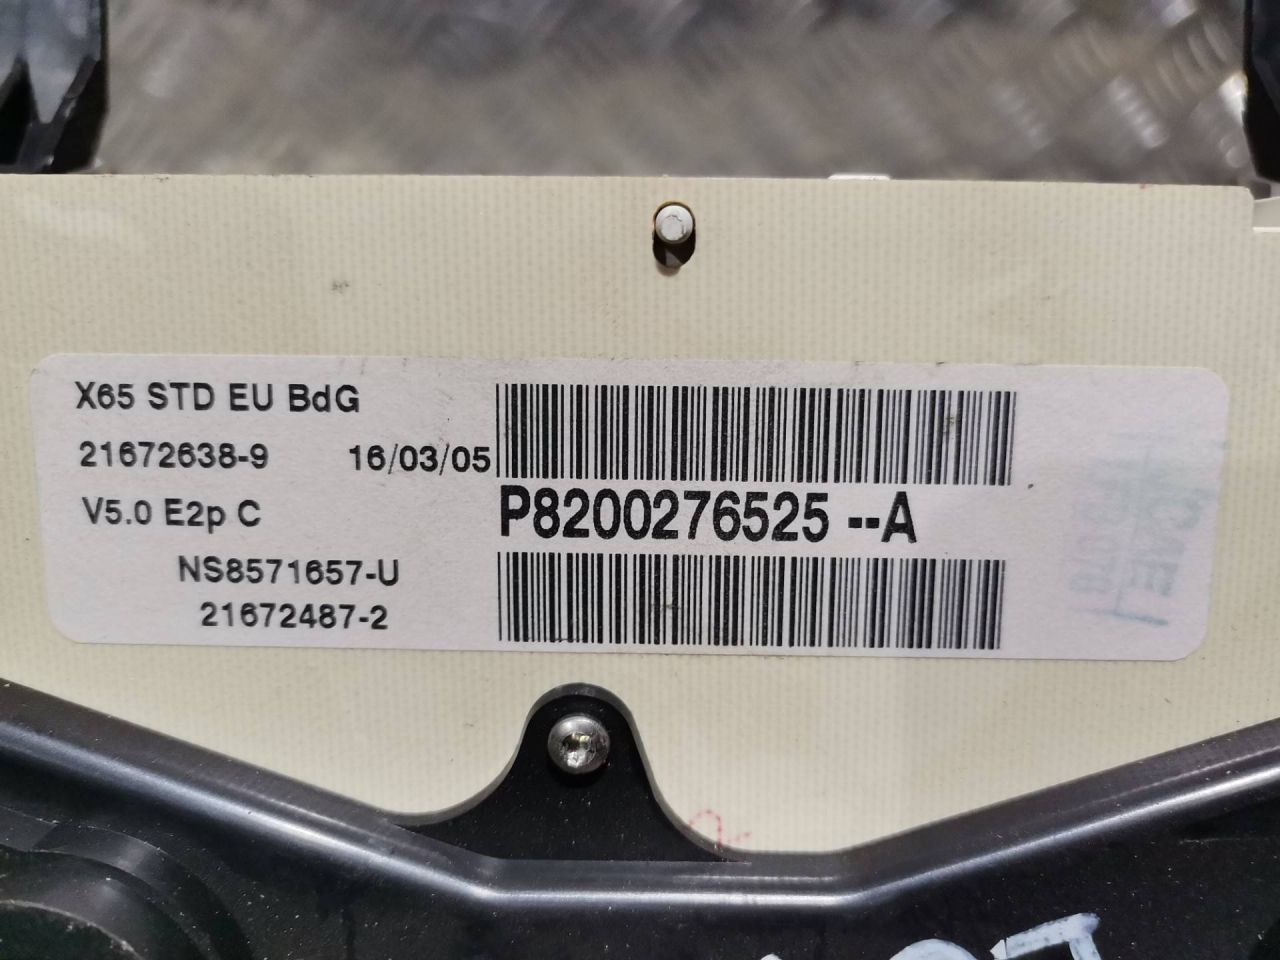 X65 STD EU BdG
21672638-9 16/03/05
V5.0 E2p C
P8200276525 --A
NS8571657-U
21672487-2